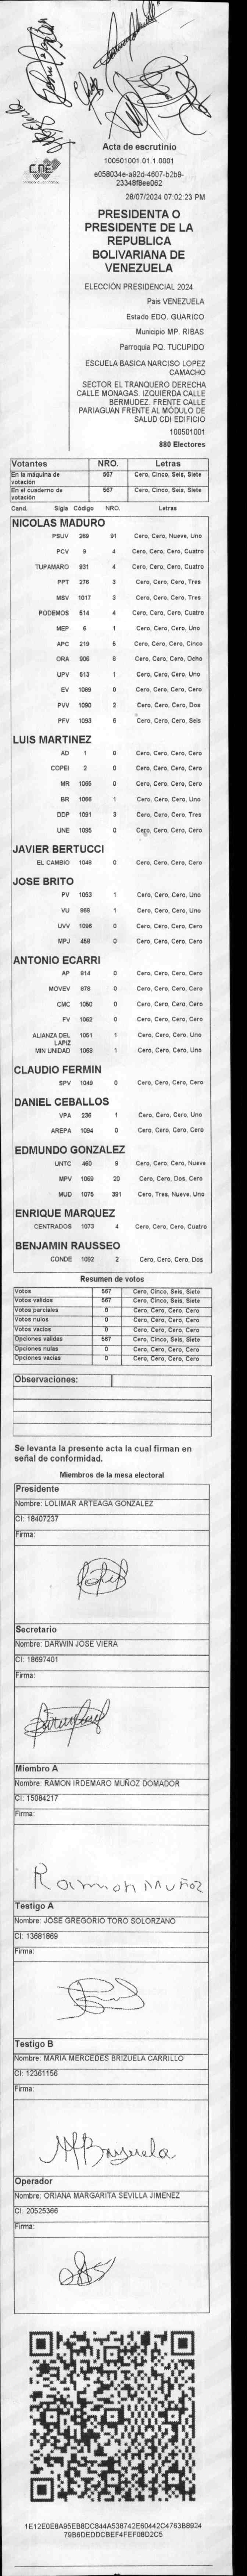 CNE
Acta de escrutinio
100501001.01.1.0001
e058034e-a92d-4607-b2b9-
23349f8ee062
28/07/2024 07:02:23 PM
PRESIDENTA O
PRESIDENTE DE LA
REPUBLICA
BOLIVARIANA DE
VENEZUELA
ELECCIÓN PRESIDENCIAL 2024
País VENEZUELA
Estado EDO. GUARICO
Municipio MP. RIBAS
Parroquia PQ. TUCUPIDO
ESCUELA BASICA NARCISO LOPEZ
CAMACHO
SECTOR EL TRANQUERO DERECHA
CALLE MONAGAS. IZQUIERDA CALLE
BERMUDEZ. FRENTE CALLE
PARIAGUAN FRENTE AL MÓDULO DE
SALUD CDI EDIFICIO
100501001
880 Electores
Votantes NRO. Letras
En la máquina de votación 567 Cero, Cinco, Seis, Siete
En el cuaderno de votación 567 Cero, Cinco, Seis, Siete
Cand. Sigla Código NRO. Letras
NICOLAS MADURO
PSUV 269 91 Cero, Cero, Nueve, Uno
PCV 9 4 Cero, Cero, Cero, Cuatro
TUPAMARO 931 4 Cero, Cero, Cero, Cuatro
PPT 276 3 Cero, Cero, Cero, Tres
MSV 1017 3 Cero, Cero, Cero, Tres
PODEMOS 514 4 Cero, Cero, Cero, Cuatro
MEP 6 1 Cero, Cero, Cero, Uno
APC 219 5 Cero, Cero, Cero, Cinco
ORA 906 8 Cero, Cero, Cero, Ocho
UPV 513 1 Cero, Cero, Cero, Uno
EV 1089 0 Cero, Cero, Cero, Cero
PVV 1090 2 Cero, Cero, Cero, Dos
PFV 1093 6 Cero, Cero, Cero, Seis
LUIS MARTINEZ
AD 1 0 Cero, Cero, Cero, Cero
COPEI 2 0 Cero, Cero, Cero, Cero
MR 1065 0 Cero, Cero, Cero, Cero
BR 1066 1 Cero, Cero, Cero, Uno
DDP 1091 3 Cero, Cero, Cero, Tres
UNE 1095 0 Cero, Cero, Cero, Cero
JAVIER BERTUCCI
EL CAMBIO 1046 0 Cero, Cero, Cero, Cero
JOSE BRITO
PV 1053 1 Cero, Cero, Cero, Uno
VU 868 1 Cero, Cero, Cero, Uno
UVV 1096 0 Cero, Cero, Cero, Cero
MPJ 458 0 Cero, Cero, Cero, Cero
ANTONIO ECARRI
AP 814 0 Cero, Cero, Cero, Cero
MOVEV 878 0 Cero, Cero, Cero, Cero
CMC 1050 0 Cero, Cero, Cero, Cero
FV 1062 0 Cero, Cero, Cero, Cero
ALIANZA DEL LAPIZ 1051 1 Cero, Cero, Cero, Uno
MIN UNIDAD 1058 1 Cero, Cero, Cero, Uno
CLAUDIO FERMIN
SPV 1049 0 Cero, Cero, Cero, Cero
DANIEL CEBALLOS
VPA 236 1 Cero, Cero, Cero, Uno
AREPA 1094 0 Cero, Cero, Cero, Cero
EDMUNDO GONZALEZ
UNTC 460 9 Cero, Cero, Cero, Nueve
MPV 1069 20 Cero, Cero, Dos, Cero
MUD 1075 391 Cero, Tres, Nueve, Uno
ENRIQUE MARQUEZ
CENTRADOS 1073 4 Cero, Cero, Cero, Cuatro
BENJAMIN RAUSSEO
CONDE 1092 2 Cero, Cero, Cero, Dos
Resumen de votos
Votos 567 Cero, Cinco, Seis, Siete
Votos validos 567 Cero, Cinco, Seis, Siete
Votos parciales 0 Cero, Cero, Cero, Cero
Votos nulos 0 Cero, Cero, Cero, Cero
Votos vacios 0 Cero, Cero, Cero, Cero
Opciones validas 567 Cero, Cinco, Seis, Siete
Opciones nulas 0 Cero, Cero, Cero, Cero
Opciones vacias 0 Cero, Cero, Cero, Cero
Observaciones:
Se levanta la presente acta la cual firman en
señal de conformidad.
Miembros de la mesa electoral
Presidente
Nombre: LOLIMAR ARTEAGA GONZALEZ
CI: 18407237
Firma:
Secretario
Nombre: DARWIN JOSE VIERA
CI: 18697401
Firma:
Miembro A
Nombre: RAMON IRDEMARO MUÑOZ DOMADOR
CI: 15084217
Firma:
Ramon MUÑOZ
Testigo A
Nombre: JOSE GREGORIO TORO SOLORZANO
CI: 13681869
Firma:
Testigo B
Nombre: MARIA MERCEDES BRIZUELA CARRILLO
CI: 12361156
Firma:
MBrizuela
Operador
Nombre: ORIANA MARGARITA SEVILLA JIMENEZ
CI: 20525366
Firma:
1E12E0E8A95EB8DC844A538742E60442C4763B8924
79B6DEDDCBEF4FEF08D2C5